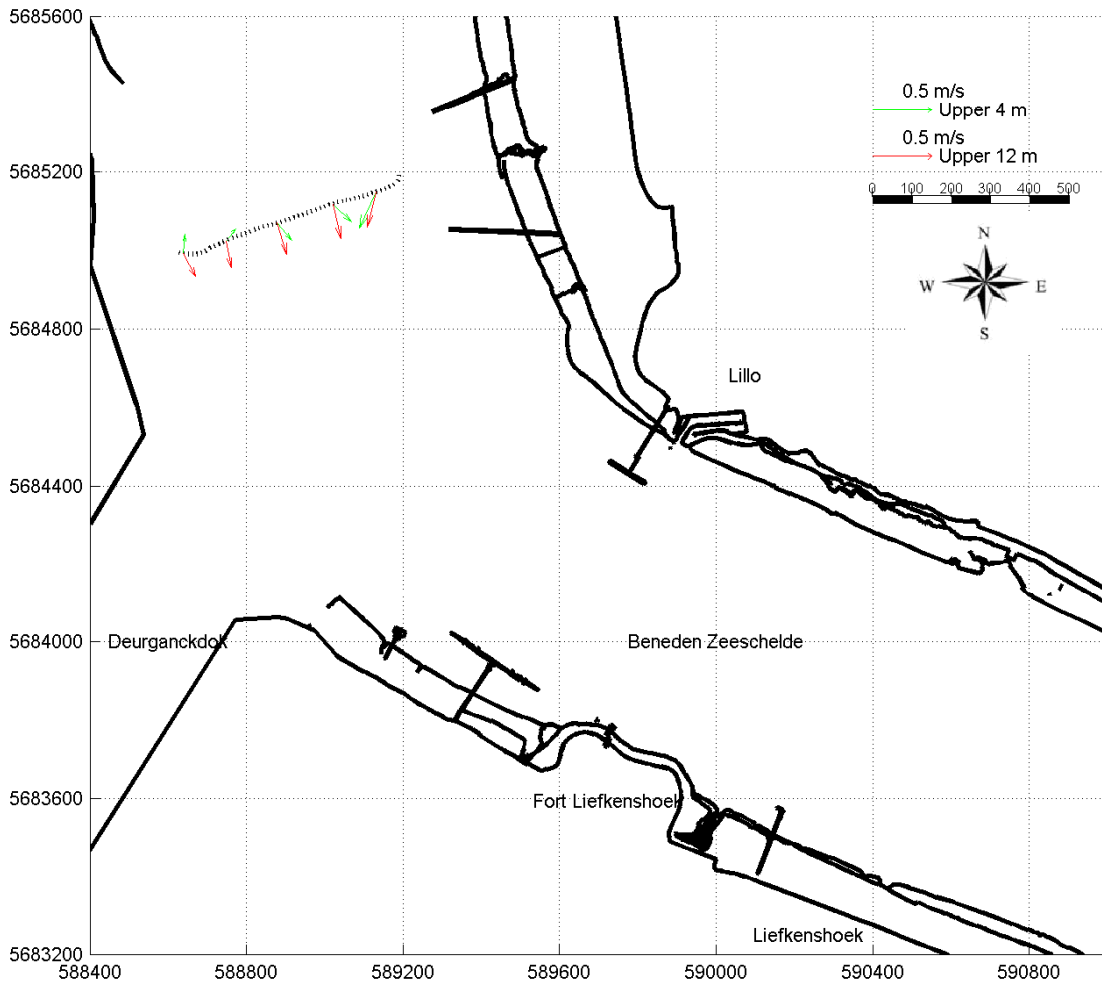 5685600
5685200
5684800
5684400
5684000
5683600
5683200
588400
588800
589200
589600
590000
590400
590800
0.5 m/s
Upper 4 m
0.5 m/s
Upper 12 m
0 100 200 300 400 500
N
W E
S
Lillo
Deurganckdok
Beneden Zeeschelde
Fort Liefkenshoek
Liefkenshoek